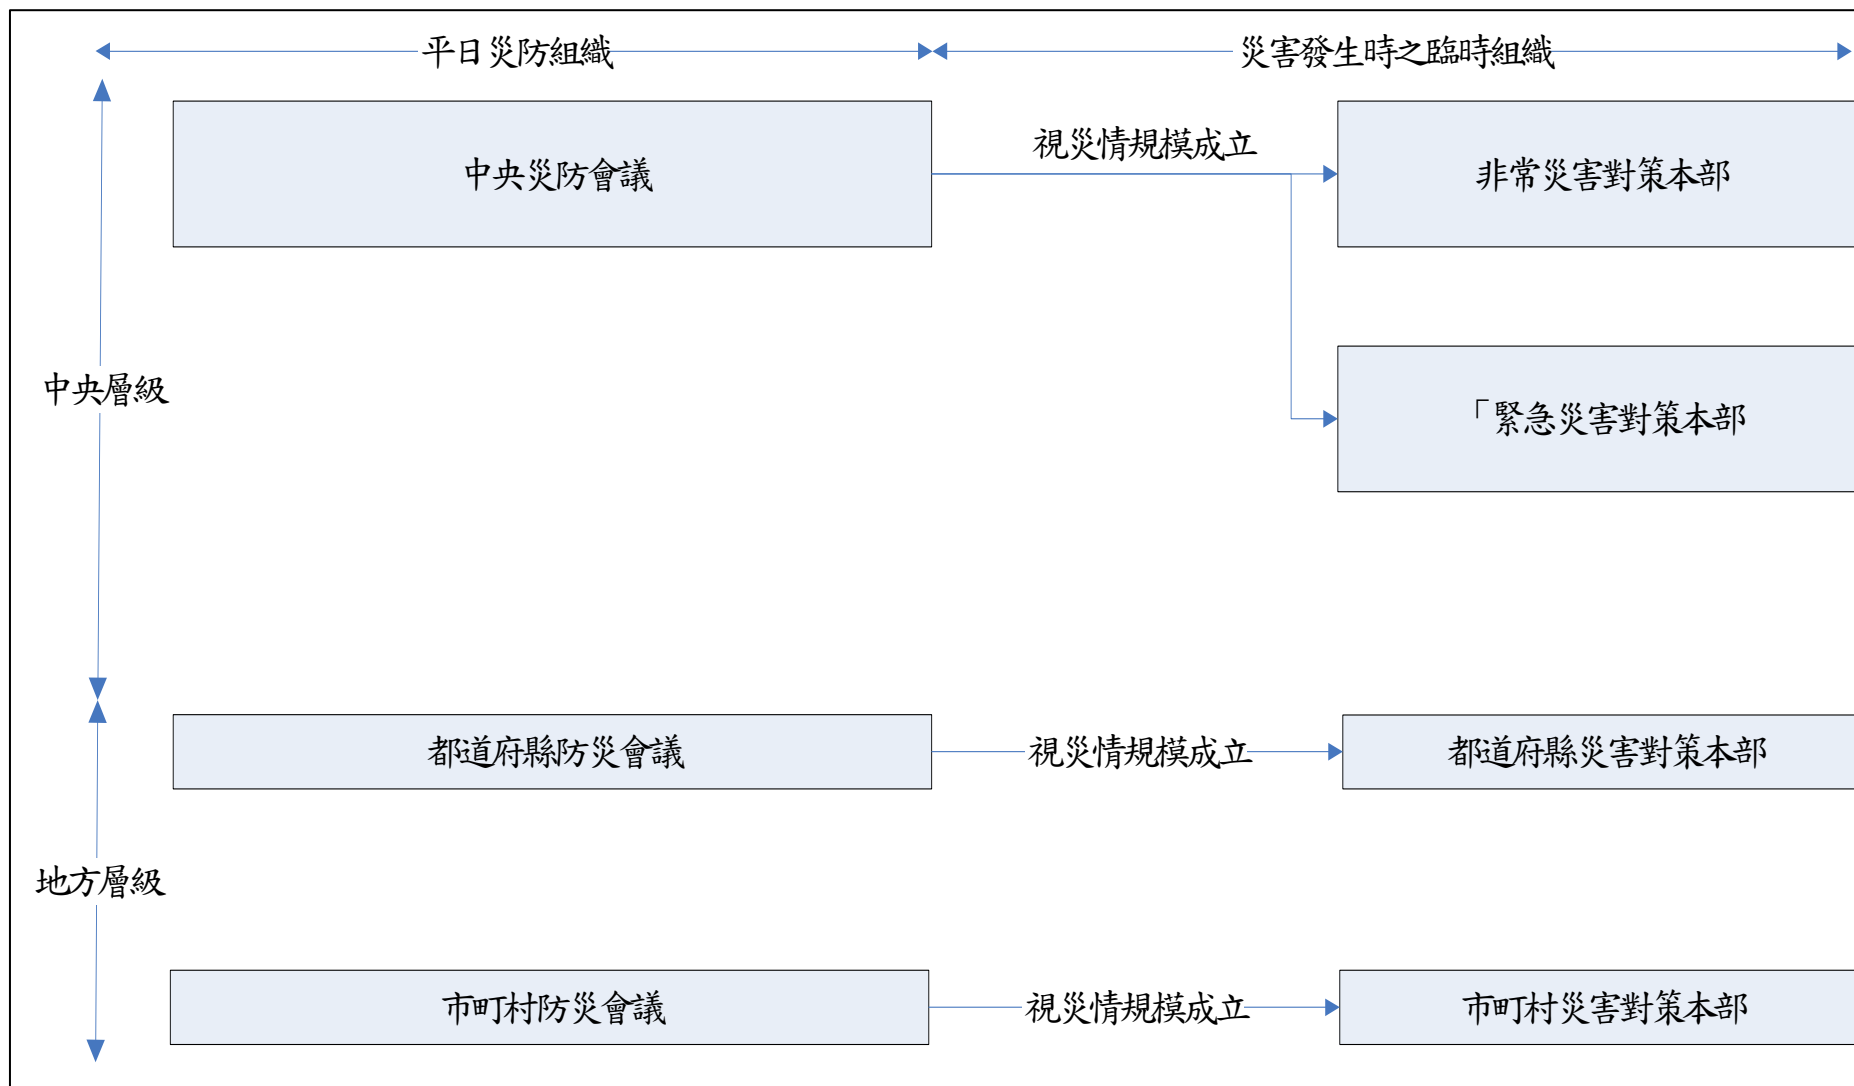 平日災防組織
災害發生時之臨時組織
中央災防會議
視災情規模成立
非常災害對策本部
中央層級
「緊急災害對策本部
都道府縣防災會議
視災情規模成立
都道府縣災害對策本部
地方層級
市町村防災會議
視災情規模成立
市町村災害對策本部